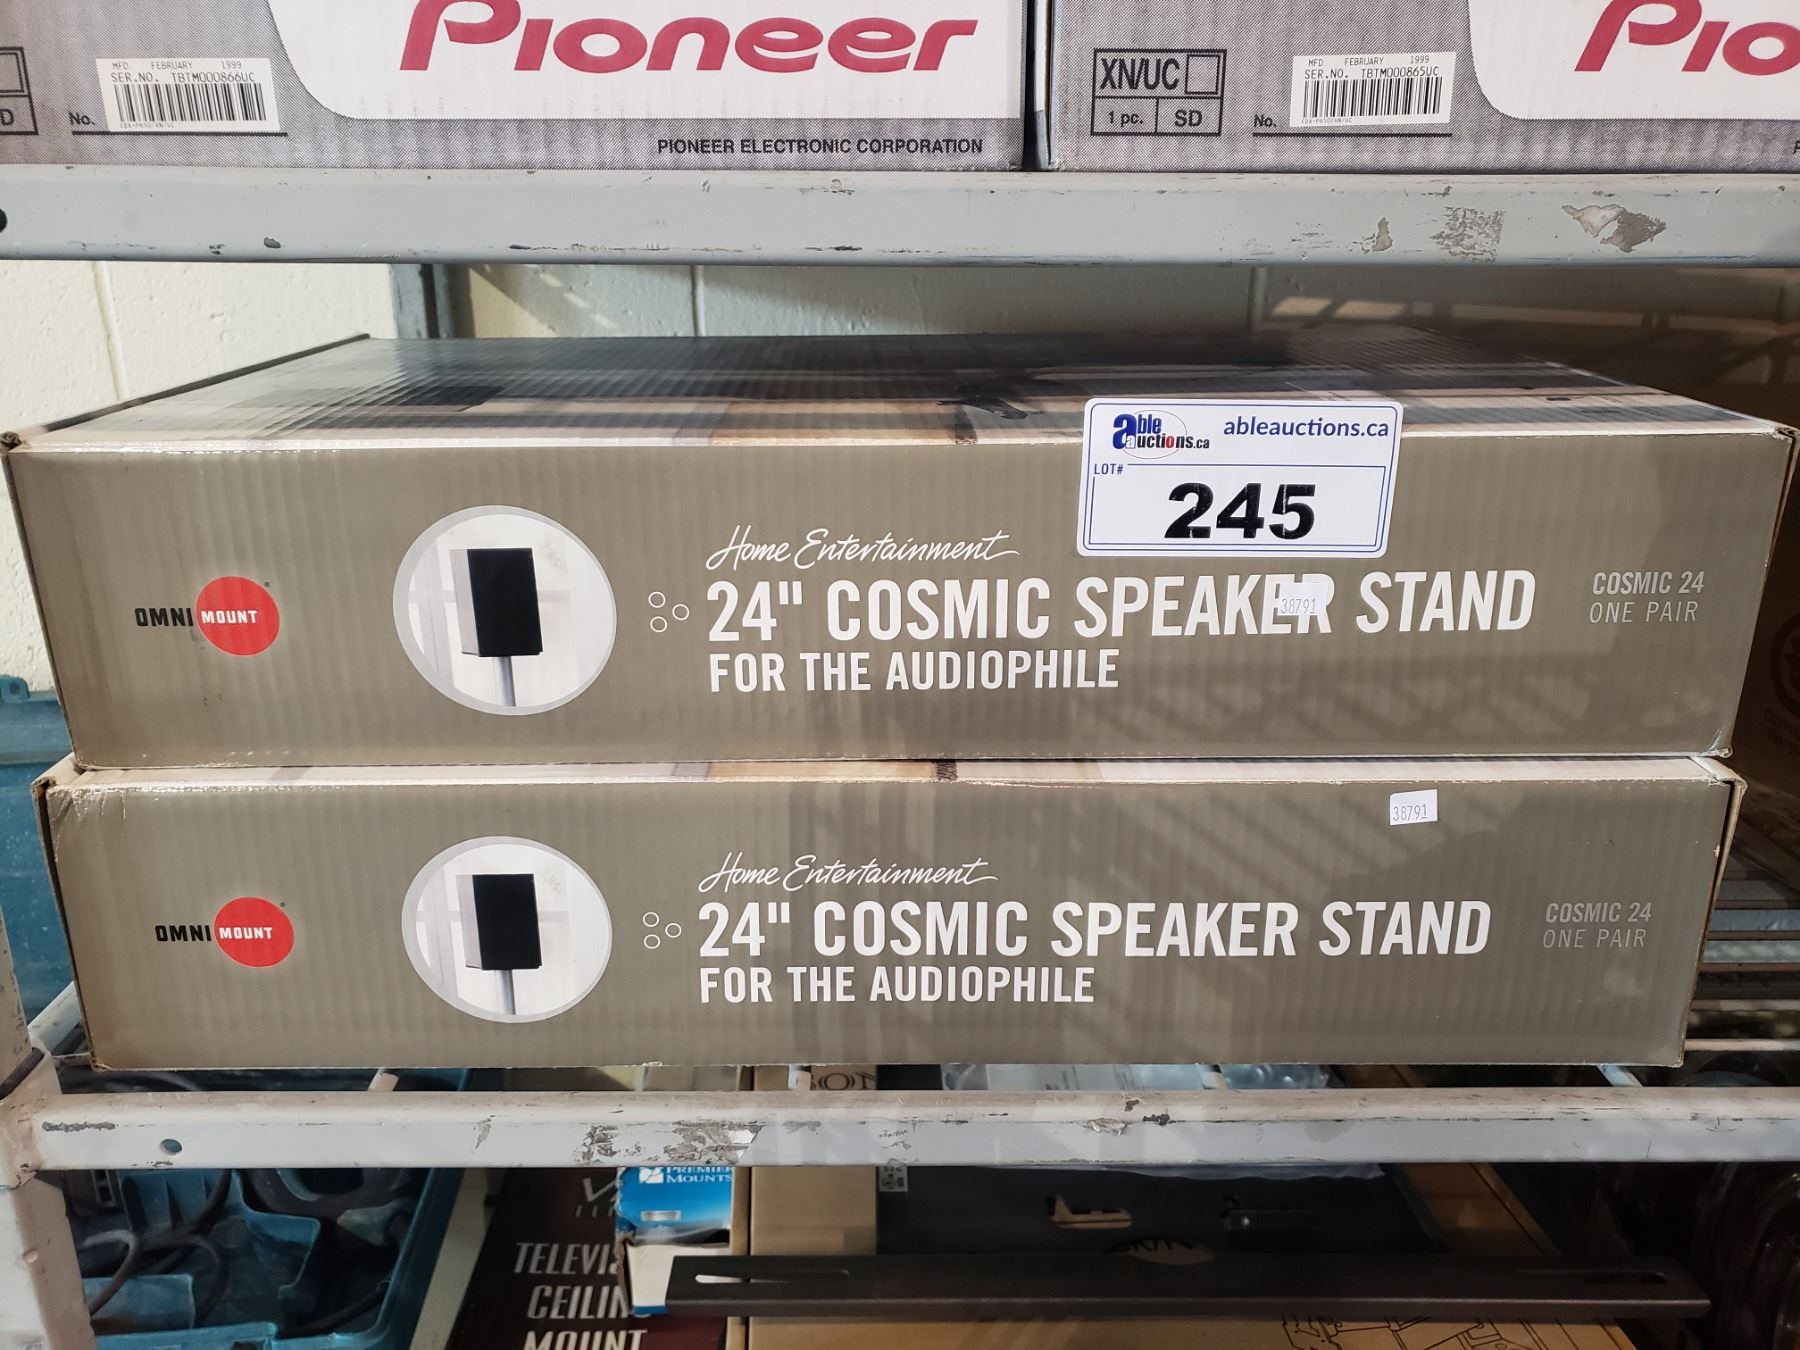 Pioneer
MFD FEBRUARY 1999
SER.NO. TBTM000866UC
No.
D
PIONEER ELECTRONIC CORPORATION
XN/UC
1 pc. SD
MFD FEBRUARY 1999
SER.NO. TBTM000865UC
No.
Pio
able auctions.ca ableauctions.ca
LOT#
245
Home Entertainment
OMNI MOUNT
24" COSMIC SPEAKER STAND
38791
FOR THE AUDIOPHILE
COSMIC 24
ONE PAIR
38791
Home Entertainment
OMNI MOUNT
24" COSMIC SPEAKER STAND
FOR THE AUDIOPHILE
COSMIC 24
ONE PAIR
PREMIER
MOUNTS
TELEVIS
CEILIN
MOUNT